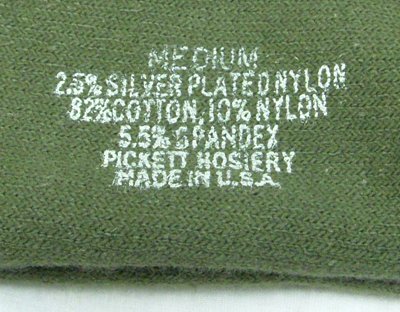 MEDIUM
2.5% SILVER PLATED NYLON
82% COTTON, 10% NYLON
5.5% SPANDEX
PICKETT HOSIERY
MADE IN U.S.A.